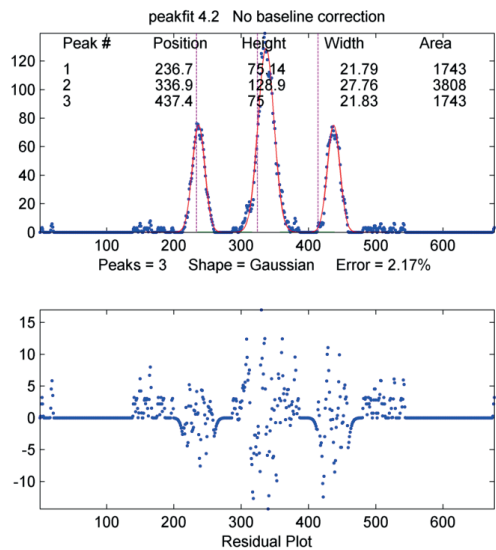 peakfit 4.2 No baseline correction
Peak # Position Height Width Area
1 236.7 75.14 21.79 1743
2 336.9 128.9 27.76 3808
3 437.4 75 21.83 1743
120
100
80
60
40
20
0
100 200 300 400 500 600
Peaks = 3 Shape = Gaussian Error = 2.17%
15
10
5
0
-5
-10
100 200 300 400 500 600
Residual Plot